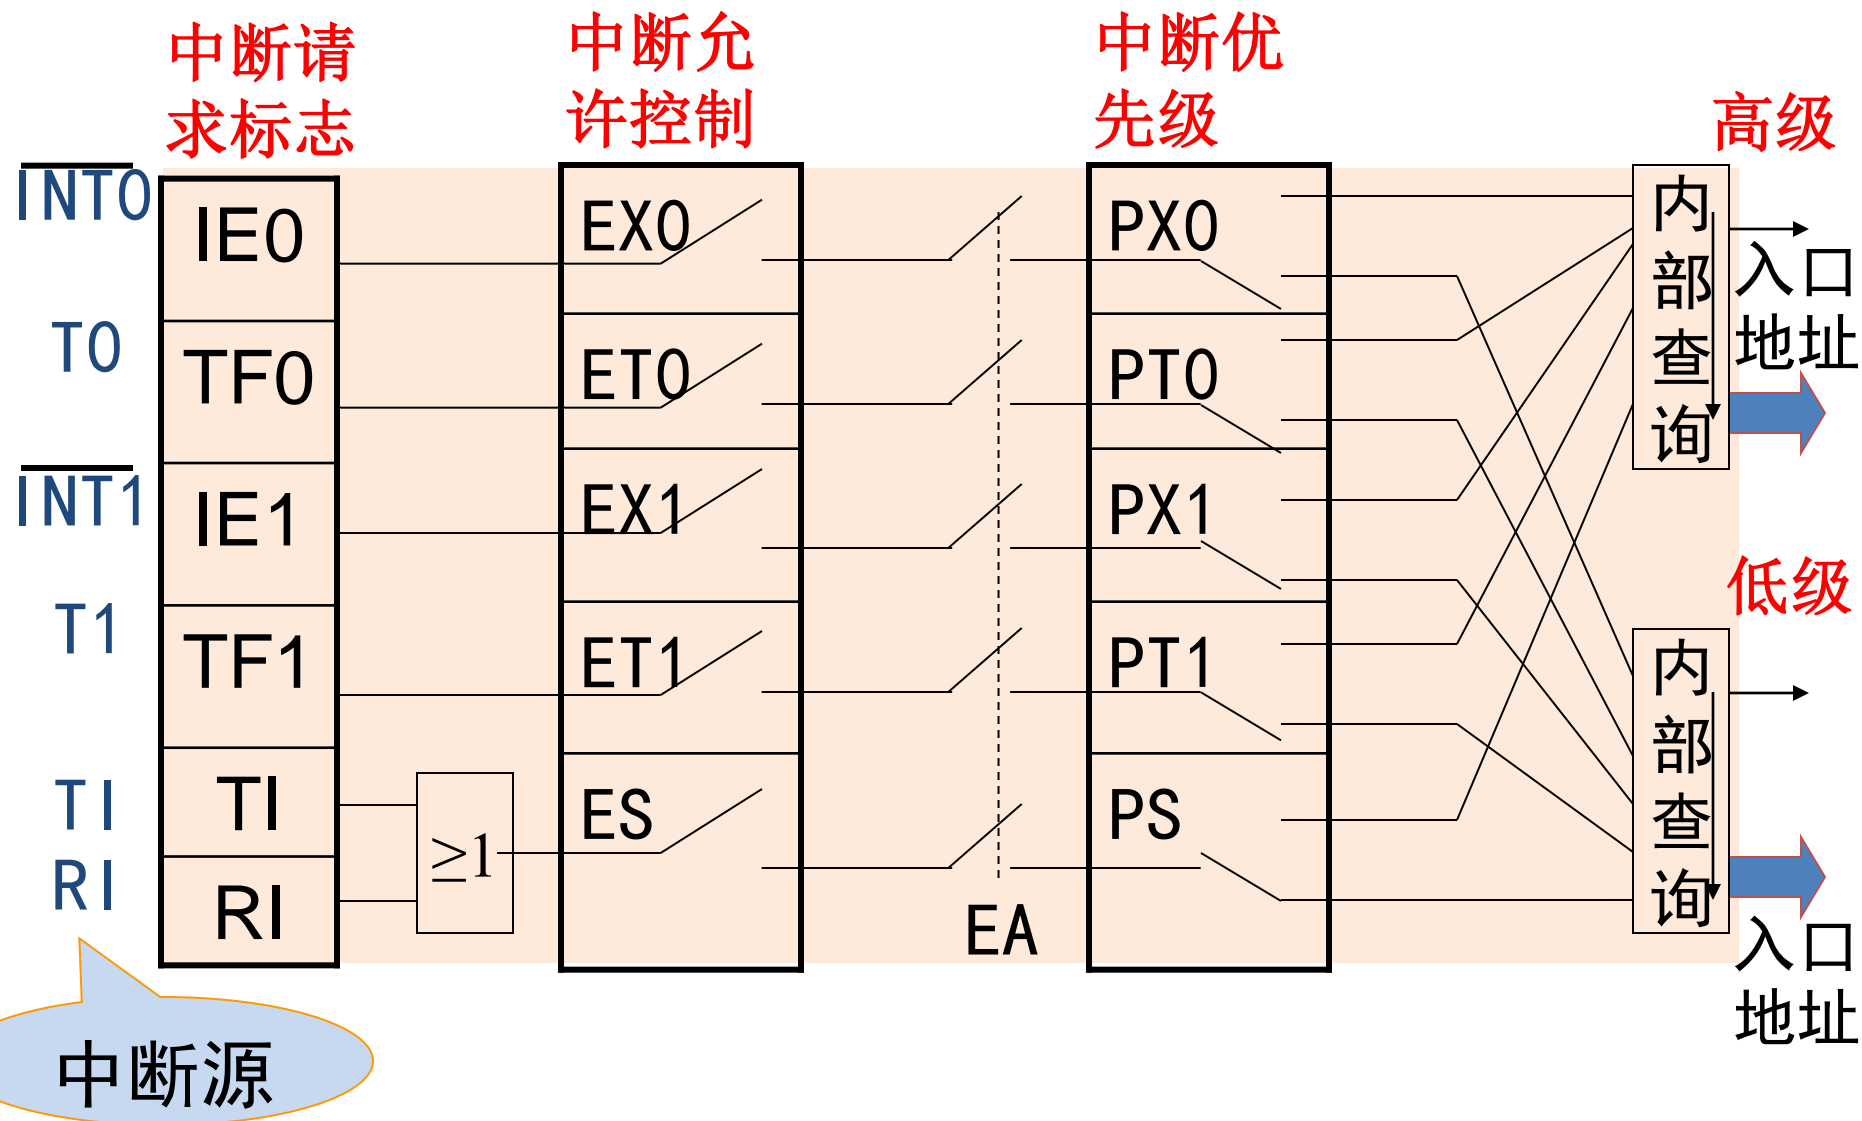 中断请
求标志
中断允
许控制
中断优
先级
高级
INT0
T0
INT1
T1
TI
RI
IE0
TF0
IE1
TF1
TI
RI
≥1
EX0
ET0
EX1
ET1
ES
EA
PX0
PT0
PX1
PT1
PS
内
部
查
询
入口
地址
低级
内
部
查
询
入口
地址
中断源